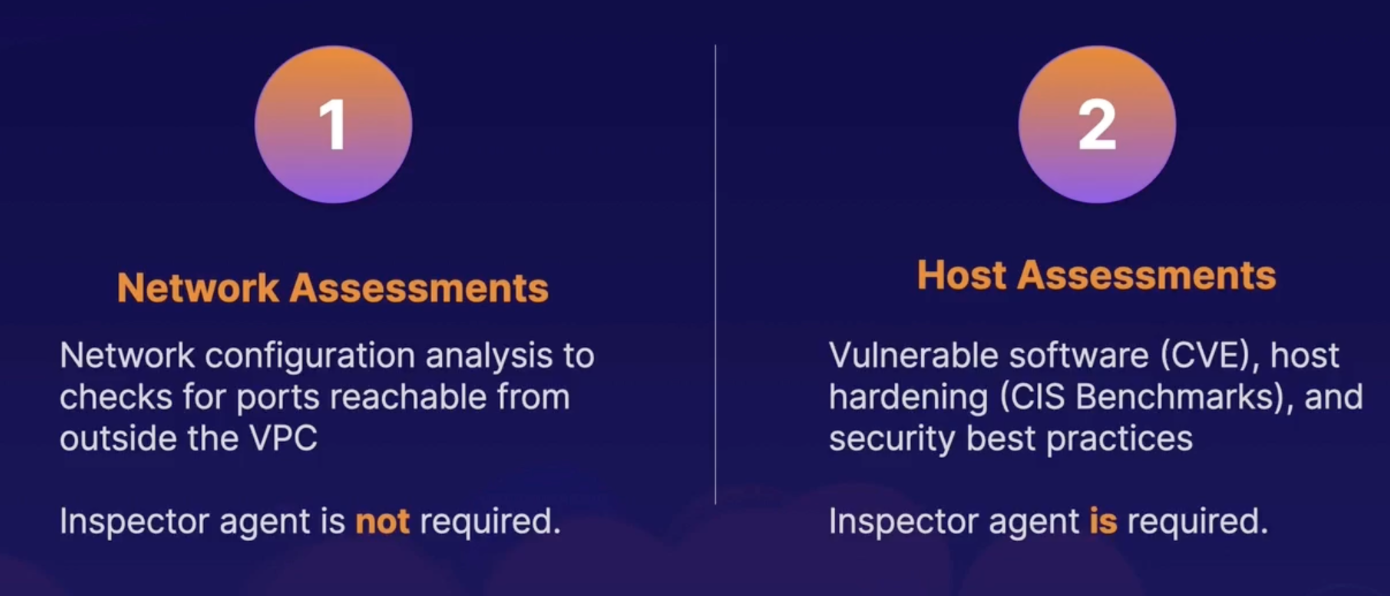 1
Network Assessments
Network configuration analysis to
checks for ports reachable from
outside the VPC
Inspector agent is not required.
2
Host Assessments
Vulnerable software (CVE), host
hardening (CIS Benchmarks), and
security best practices
Inspector agent is required.